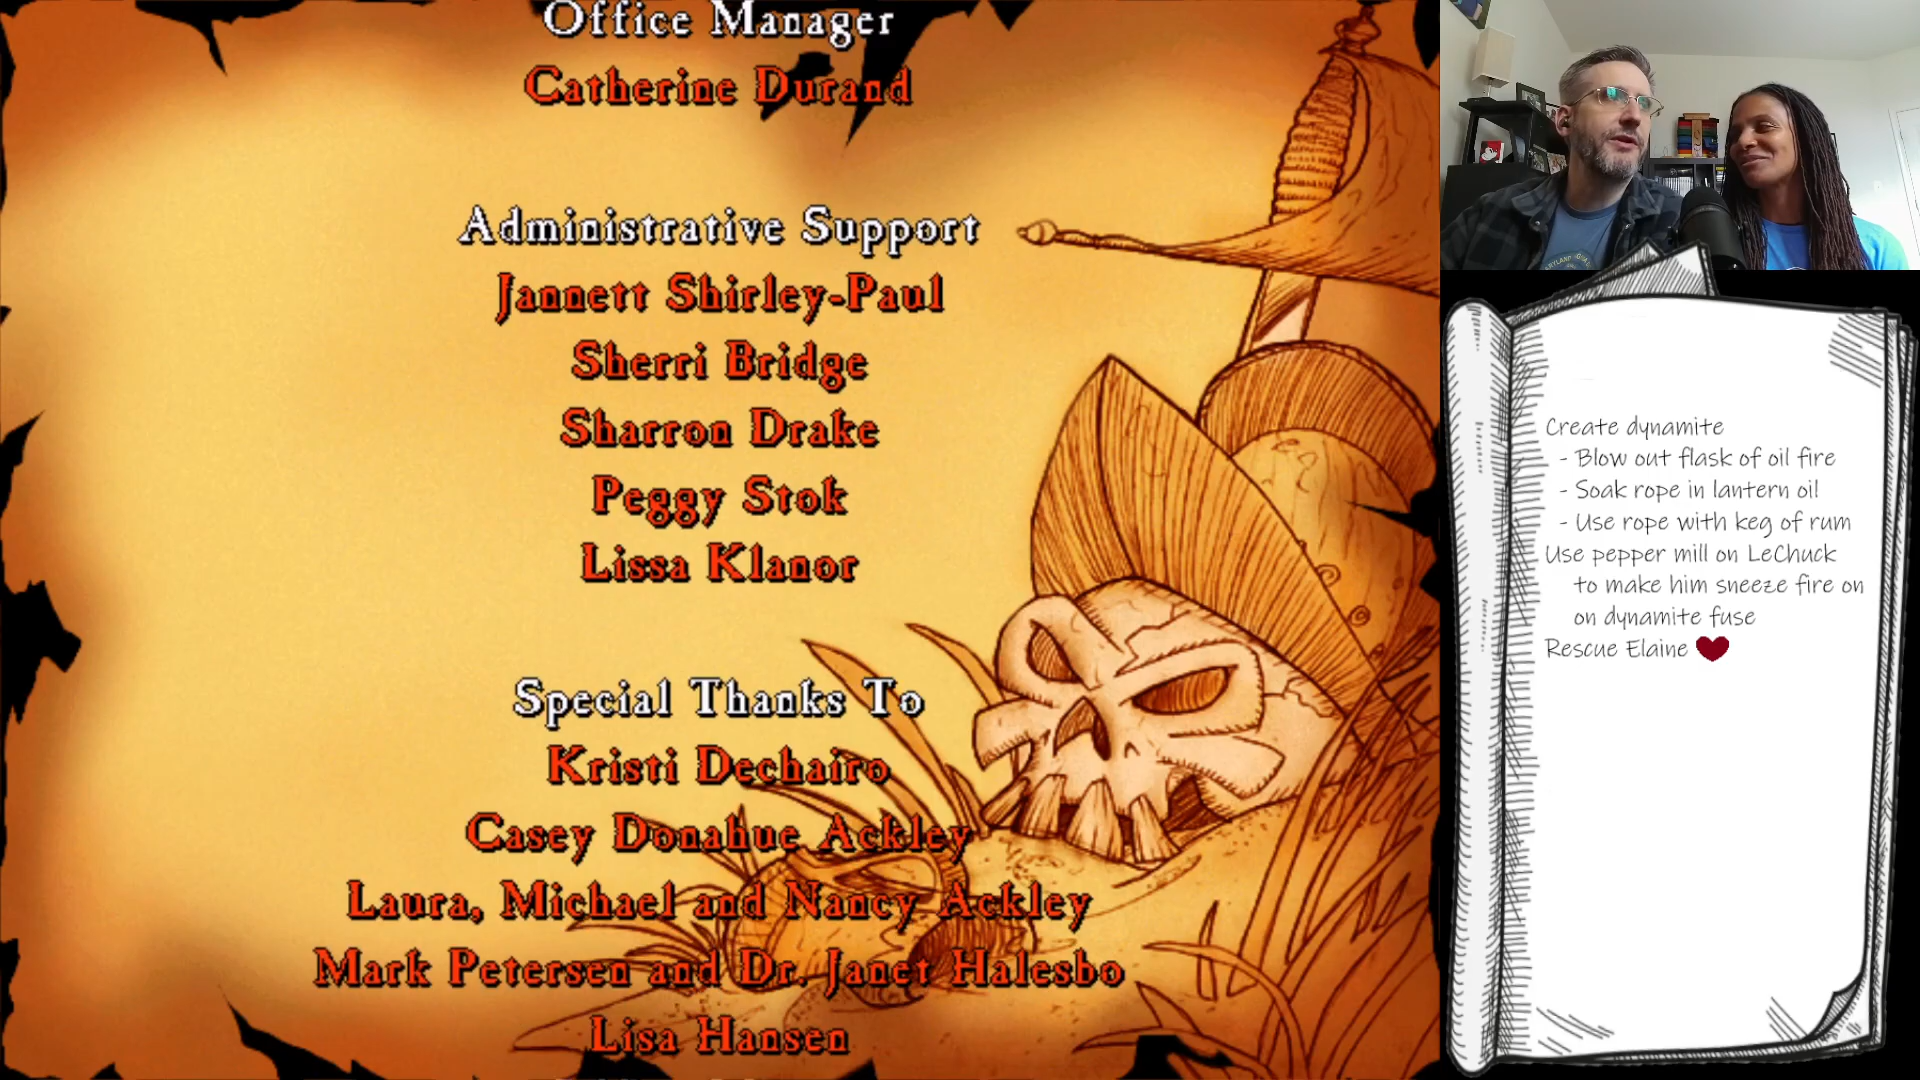 Office Manager
Catherine Durand
Administrative Support
Jannett Shirley-Paul
Sherri Bridge
Sharron Drake
Peggy Stok
Lissa Klanor
Special Thanks To
Kristi Dechairo
Casey Donahue Ackley
Laura, Michael and Nancy Ackley
Mark Petersen and Dr. Janet Halesbo
Lisa Hansen
Create dynamite
- Blow out flask of oil fire
- Soak rope in lantern oil
- Use rope with keg of rum
Use pepper mill on LeChuck
to make him sneeze fire on
on dynamite fuse
Rescue Elaine